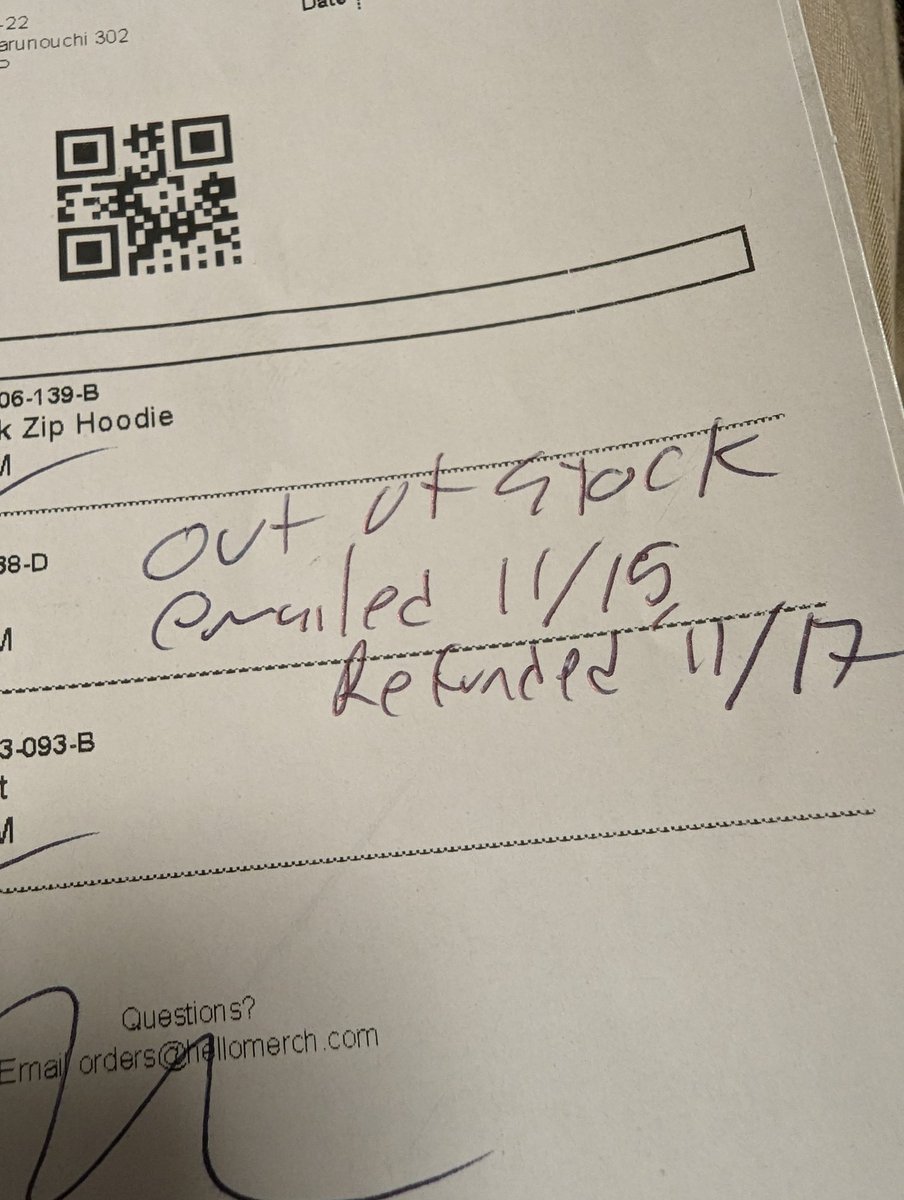 Date
-22
arunouchi 302
P
06-139-B
k Zip Hoodie
M
Out of Stock
38-D
emailed 11/15,
M
Refunded 11/17
3-093-B
t
M
Questions?
Email orders@hellomerch.com